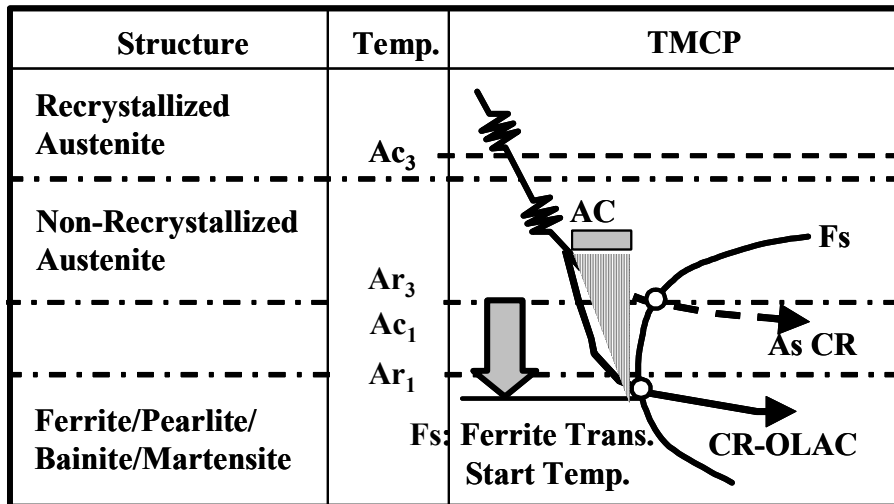 Structure
Temp.
TMCP
Recrystallized
Austenite
Ac3
Non-Recrystallized
Austenite
AC
Fs
Ar3
Ac1
As CR
Ar1
Ferrite/Pearlite/
Bainite/Martensite
Fs: Ferrite Trans.
Start Temp.
CR-OLAC